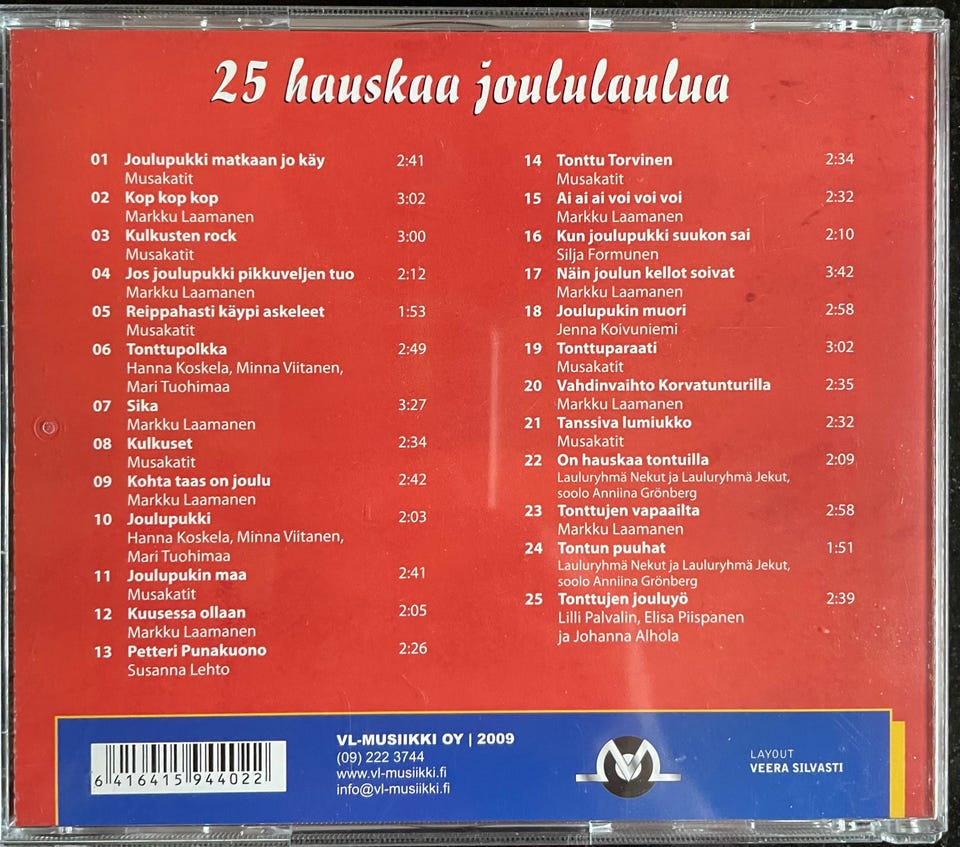 25 hauskaa joululaulua
01 Joulupukki matkaan jo käy 2:41
Musakatit
02 Kop kop kop 3:02
Markku Laamanen
03 Kulkusten rock 3:00
Musakatit
04 Jos joulupukki pikkuveljen tuo 2:12
Markku Laamanen
05 Reippahasti käypi askeleet 1:53
Musakatit
06 Tonttupolkka 2:49
Hanna Koskela, Minna Viitanen,
Mari Tuohimaa
07 Sika 3:27
Markku Laamanen
08 Kulkuset 2:34
Musakatit
09 Kohta taas on joulu 2:42
Markku Laamanen
10 Joulupukki 2:03
Hanna Koskela, Minna Viitanen,
Mari Tuohimaa
11 Joulupukin maa 2:41
Musakatit
12 Kuusessa ollaan 2:05
Markku Laamanen
13 Petteri Punakuono 2:26
Susanna Lehto
14 Tonttu Torvinen 2:34
Musakatit
15 Ai ai ai voi voi voi 2:32
Markku Laamanen
16 Kun joulupukki suukon sai 2:10
Silja Formunen
17 Näin joulun kellot soivat 3:42
Markku Laamanen
18 Joulupukin muori 2:58
Jenna Koivuniemi
19 Tonttuparaati 3:02
Musakatit
20 Vahdinvaihto Korvatunturilla 2:35
Markku Laamanen
21 Tanssiva lumiukko 2:32
Musakatit
22 On hauskaa tontuilla 2:09
Lauluryhmä Nekut ja Lauluryhmä Jekut,
soolo Anniina Grönberg
23 Tonttujen vapaailta 2:58
Markku Laamanen
24 Tontun puuhat 1:51
Lauluryhmä Nekut ja Lauluryhmä Jekut,
soolo Anniina Grönberg
25 Tonttujen jouluyö 2:39
Lilli Palvalin, Elisa Piispanen
ja Johanna Alhola
6 416415 944022
VL-MUSIIKKI OY | 2009
(09) 222 3744
www.vl-musiikki.fi
info@vl-musiikki.fi
LAYOUT
VEERA SILVASTI